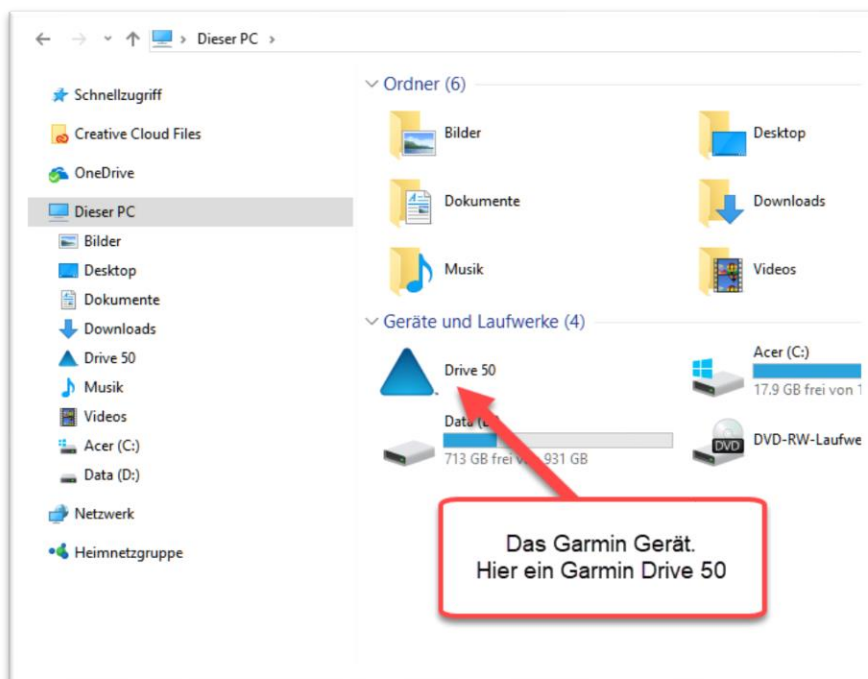 Dieser PC
Schnellzugriff
Creative Cloud Files
OneDrive
Dieser PC
Bilder
Desktop
Dokumente
Downloads
Drive 50
Musik
Videos
Acer (C:)
Data (D:)
Netzwerk
Heimnetzgruppe
Ordner (6)
Bilder
Desktop
Dokumente
Downloads
Musik
Videos
Geräte und Laufwerke (4)
Drive 50
Acer (C:)
17.9 GB frei von 1
Data
713 GB frei 931 GB
DVD
DVD-RW-Laufwe
Das Garmin Gerät.
Hier ein Garmin Drive 50